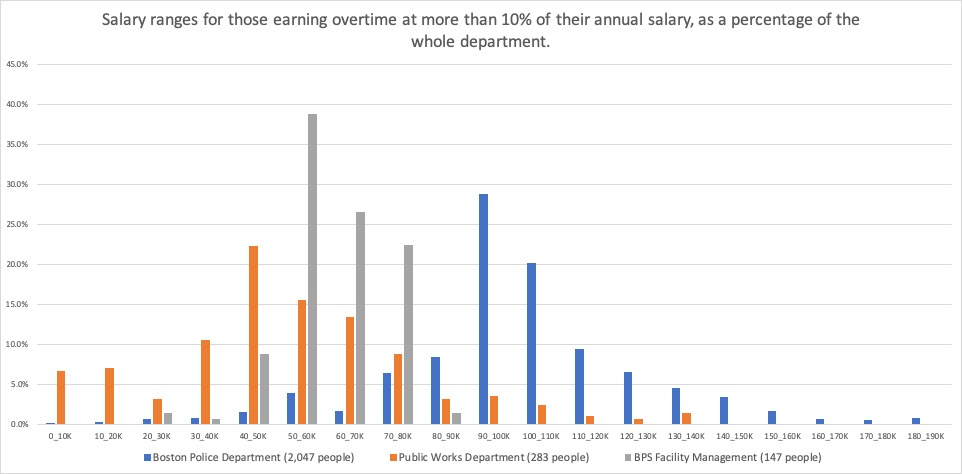 Salary ranges for those earning overtime at more than 10% of their annual salary, as a percentage of the
whole department.
45.0%
40.0%
35.0%
30.0%
25.0%
20.0%
15.0%
10.0%
5.0%
0.0%
0_10K 10_20K 20_30K 30_40K 40_50K 50_60K 60_70K 70_80K 80_90K 90_100K 100_110K 110_120K 120_130K 130_140K 140_150K 150_160K 160_170K 170_180K 180_190K
Boston Police Department (2,047 people) Public Works Department (283 people) BPS Facility Management (147 people)